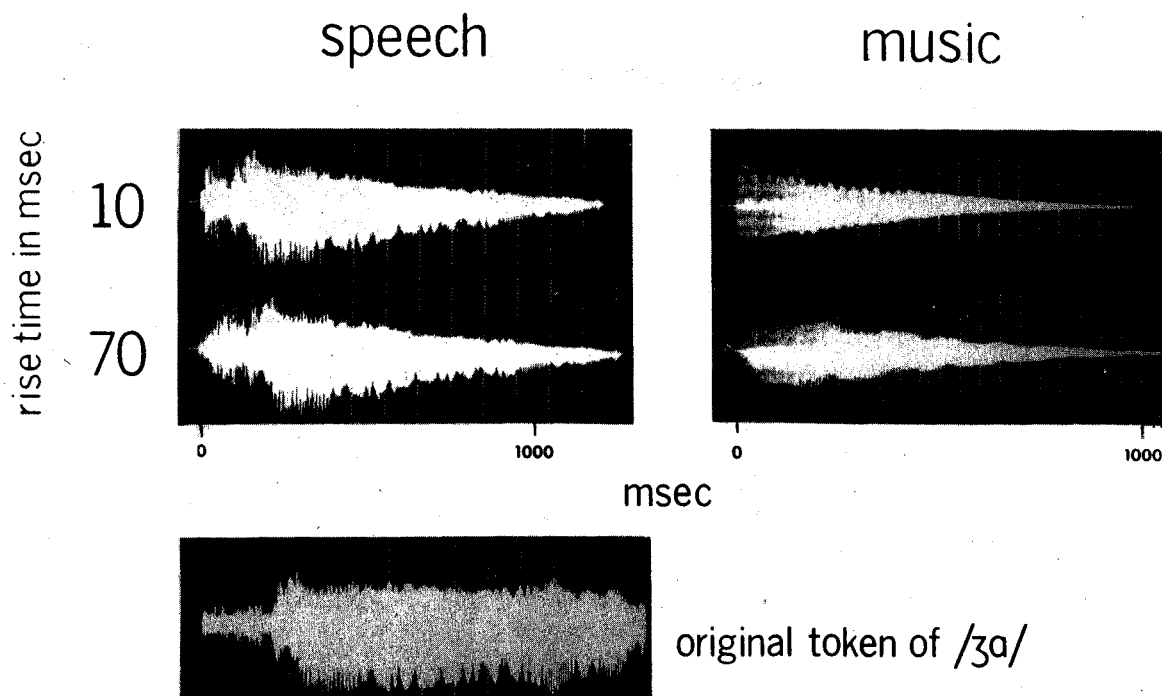 speech
music
rise time in msec
10
70
0
1000
0
1000
msec
original token of /ʒɑ/